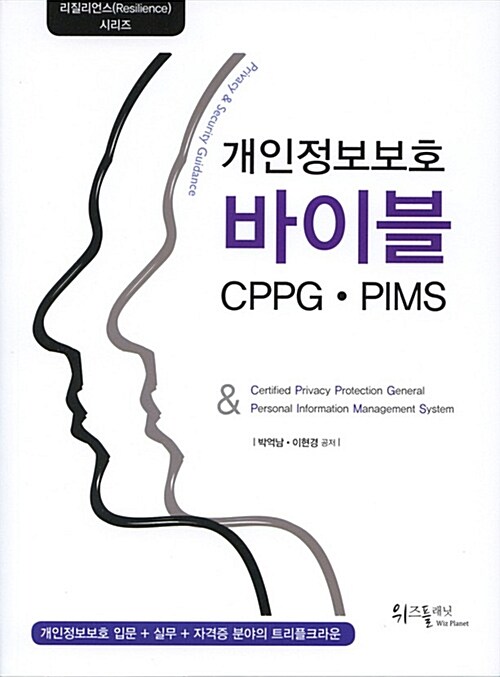 리질리언스(Resilience)
시리즈
Privacy & Security Guidance
개인정보보호
바이블
CPPG • PIMS
& Certified Privacy Protection General
Personal Information Management System
| 박억남 • 이현경 공저 |
위즈플래닛
Wiz Planet
개인정보보호 입문 + 실무 + 자격증 분야의 트리플크라운